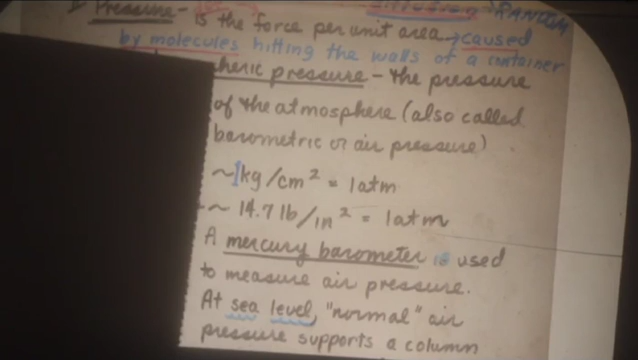 Pressure - is the force per unit area → caused → RANDOM
by molecules hitting the walls of a container
heric pressure - the pressure
of the atmosphere (also called
barometric or air pressure)
~1kg/cm² = 1atm
~ 14.7 lb/in² = 1atm
A mercury barometer is used
to measure air pressure.
At sea level, "normal" air
pressure supports a column